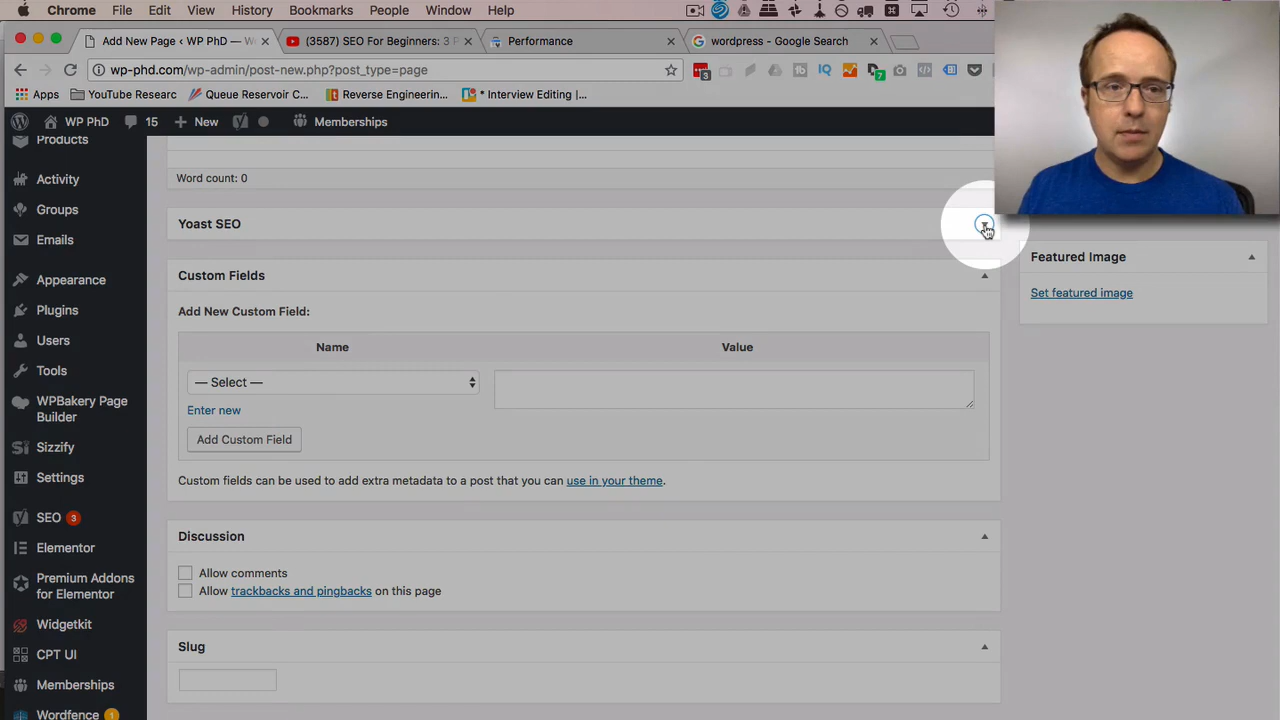 Chrome File Edit View History Bookmarks People Window Help
Add New Page ‹ WP PhD — W
(3587) SEO For Beginners: 3 F
Performance
wordpress - Google Search
wp-phd.com/wp-admin/post-new.php?post_type=page
3
7
Apps
YouTube Researc
Queue Reservoir C...
Reverse Engineering...
* Interview Editing |...
WP PhD
15
New
Memberships
Products
Activity
Groups
Emails
Appearance
Plugins
Users
Tools
WPBakery Page
Builder
Sizzify
Settings
SEO 3
Elementor
Premium Addons
for Elementor
Widgetkit
CPT UI
Memberships
Wordfence 1
Word count: 0
Yoast SEO
Custom Fields
Add New Custom Field:
Name Value
— Select —
Enter new
Add Custom Field
Custom fields can be used to add extra metadata to a post that you can use in your theme.
Discussion
Allow comments
Allow trackbacks and pingbacks on this page
Slug
Featured Image
Set featured image